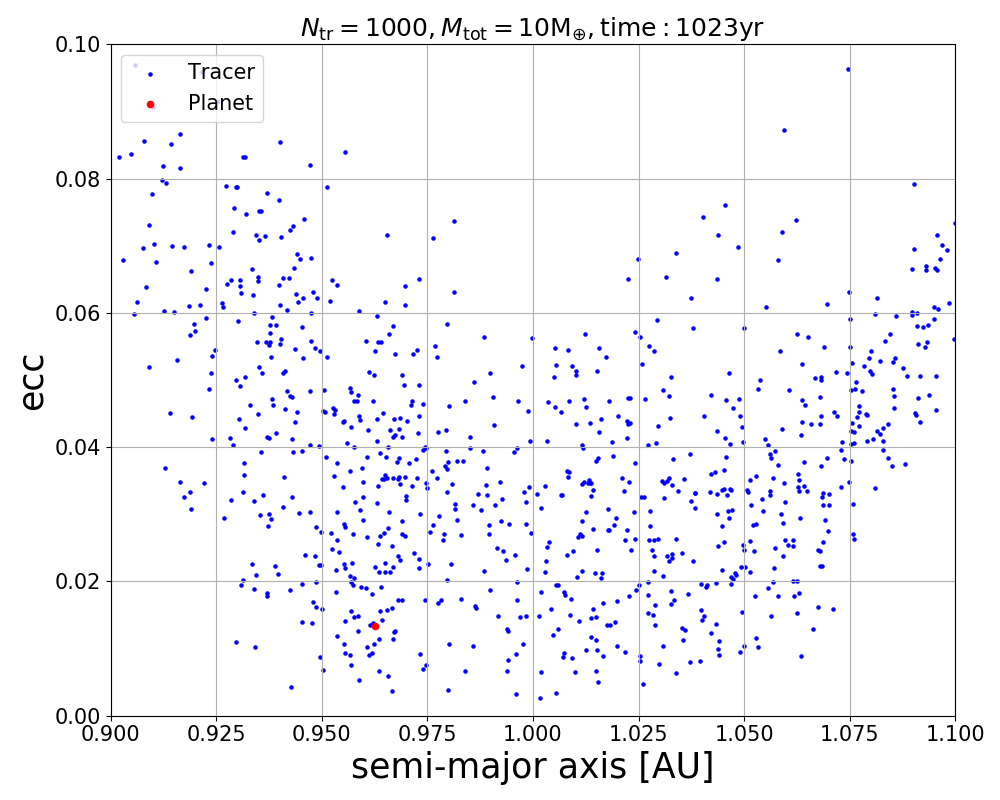 N_tr = 1000, M_tot = 10M_⊕, time : 1023yr
Tracer
Planet
ecc
0.10
0.08
0.06
0.04
0.02
0.00
0.900 0.925 0.950 0.975 1.000 1.025 1.050 1.075 1.100
semi-major axis [AU]